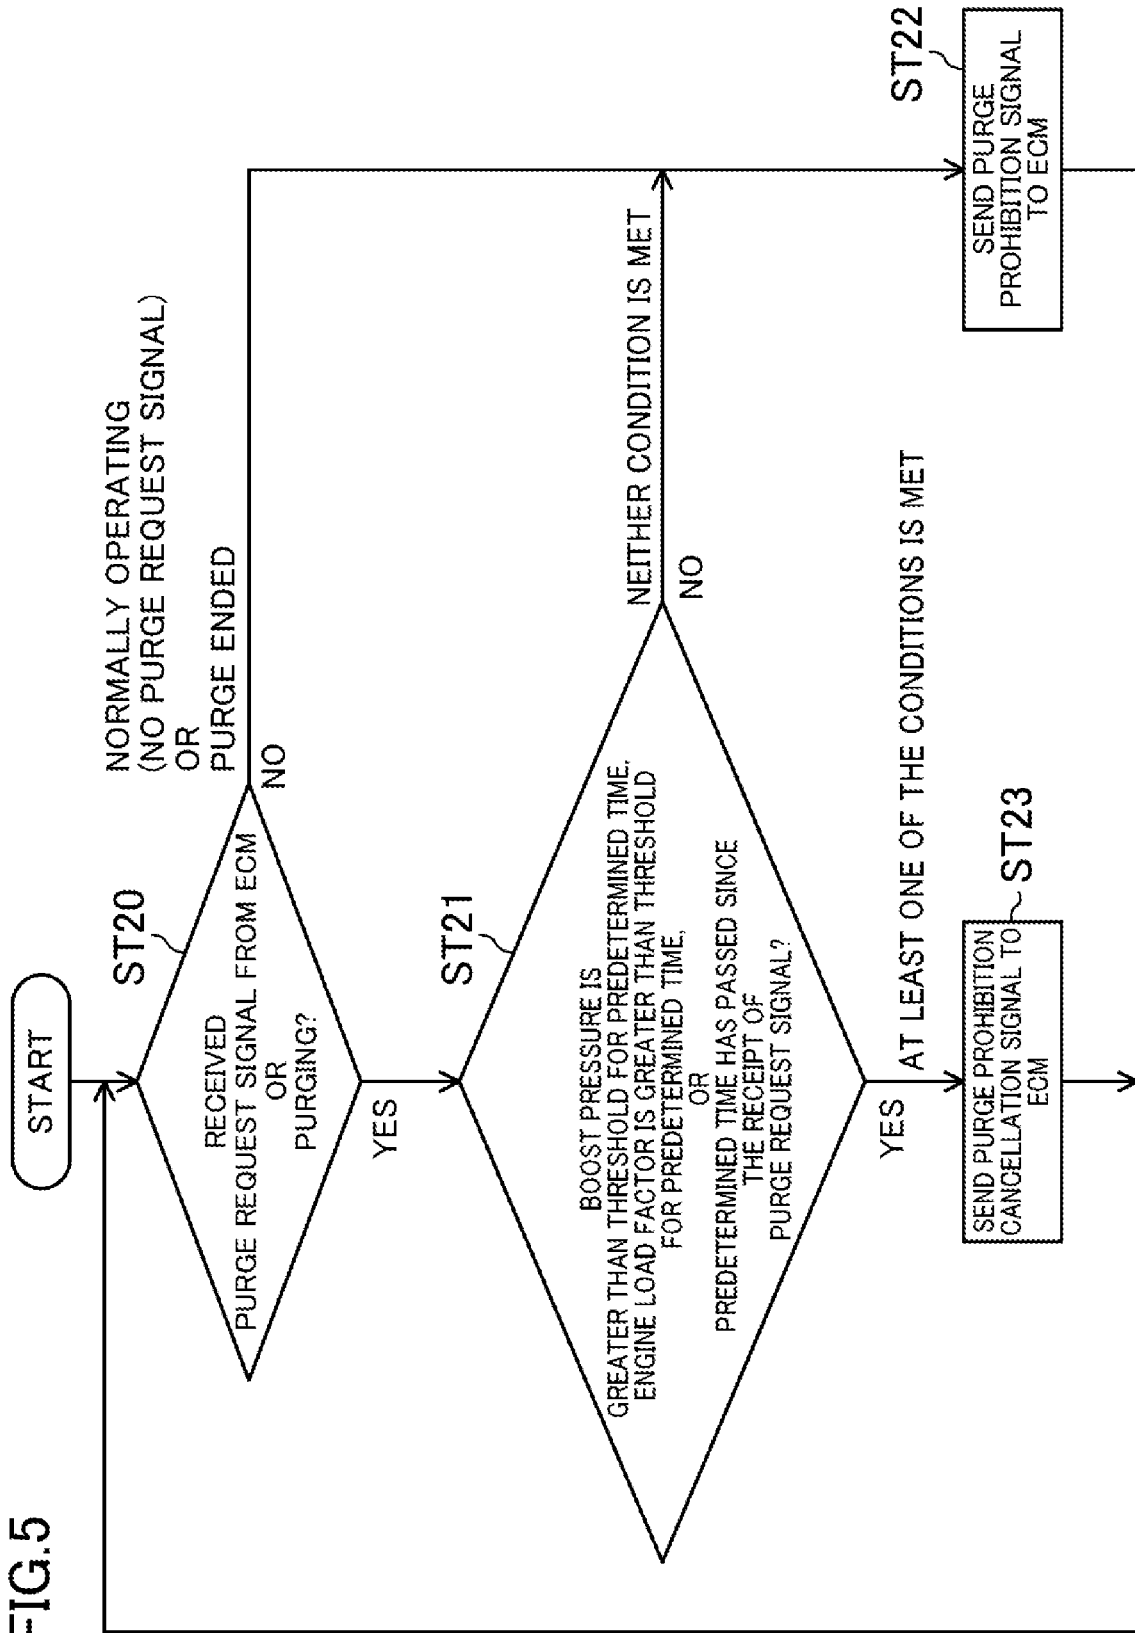 FIG.5
START
ST20
RECEIVED
PURGE REQUEST SIGNAL FROM ECM
OR
PURGING?
NORMALLY OPERATING
(NO PURGE REQUEST SIGNAL)
OR
PURGE ENDED
NO
YES
ST21
BOOST PRESSURE IS
GREATER THAN THRESHOLD FOR PREDETERMINED TIME,
ENGINE LOAD FACTOR IS GREATER THAN THRESHOLD
FOR PREDETERMINED TIME,
OR
PREDETERMINED TIME HAS PASSED SINCE
THE RECEIPT OF
PURGE REQUEST SIGNAL?
NEITHER CONDITION IS MET
NO
YES
AT LEAST ONE OF THE CONDITIONS IS MET
ST22
SEND PURGE
PROHIBITION SIGNAL
TO ECM
ST23
SEND PURGE PROHIBITION
CANCELLATION SIGNAL TO
ECM